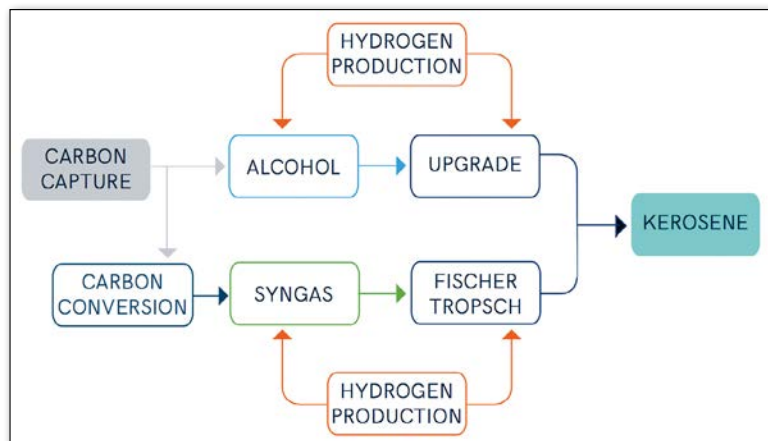 HYDROGEN
PRODUCTION
CARBON
CAPTURE
ALCOHOL
UPGRADE
KEROSENE
CARBON
CONVERSION
SYNGAS
FISCHER
TROPSCH
HYDROGEN
PRODUCTION